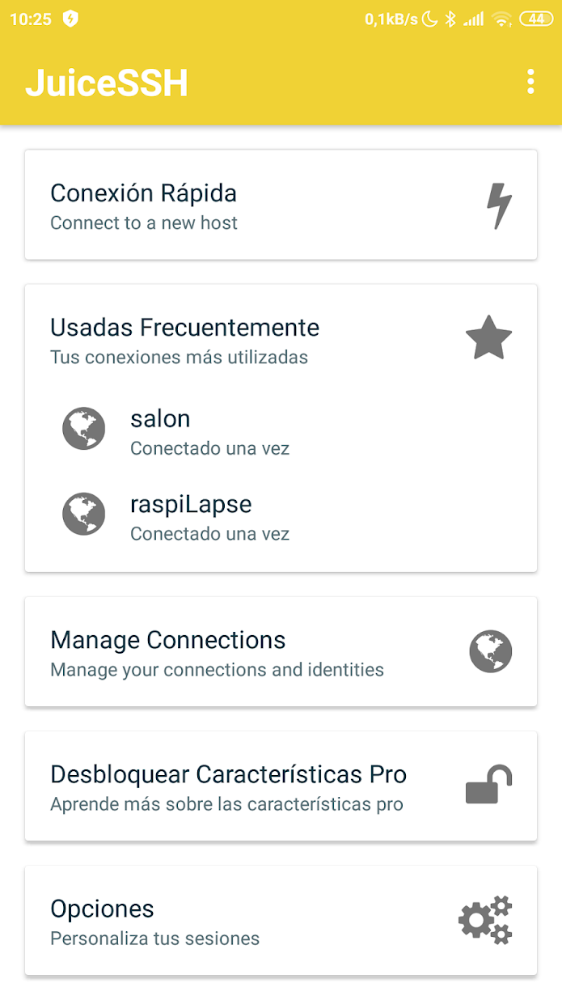 10:25 0,1kB/s 44
JuiceSSH
Conexión Rápida
Connect to a new host
Usadas Frecuentemente
Tus conexiones más utilizadas
salon
Conectado una vez
raspiLapse
Conectado una vez
Manage Connections
Manage your connections and identities
Desbloquear Características Pro
Aprende más sobre las características pro
Opciones
Personaliza tus sesiones